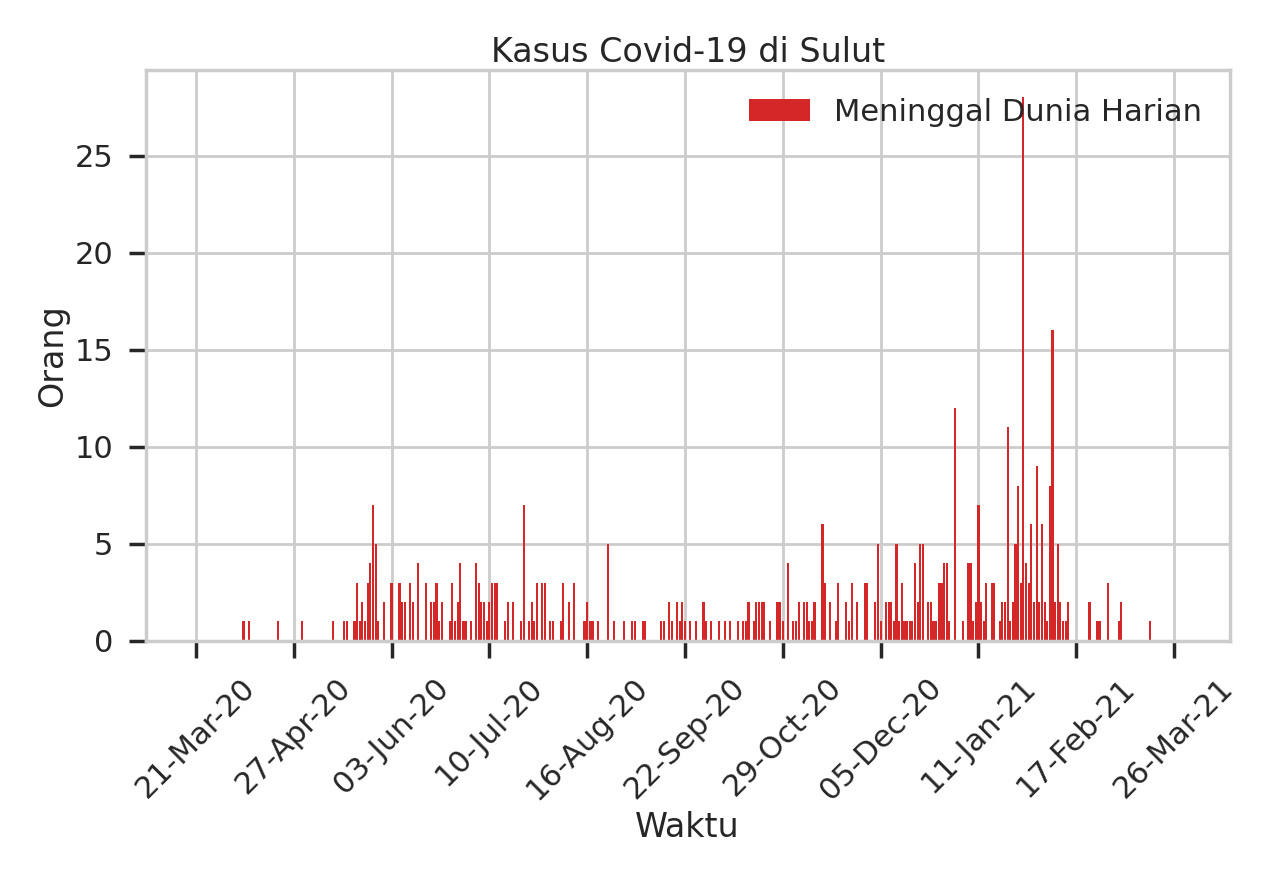 Kasus Covid-19 di Sulut
Meninggal Dunia Harian
Orang
25
20
15
10
5
0
21-Mar-20
27-Apr-20
03-Jun-20
10-Jul-20
16-Aug-20
22-Sep-20
29-Oct-20
05-Dec-20
11-Jan-21
17-Feb-21
26-Mar-21
Waktu